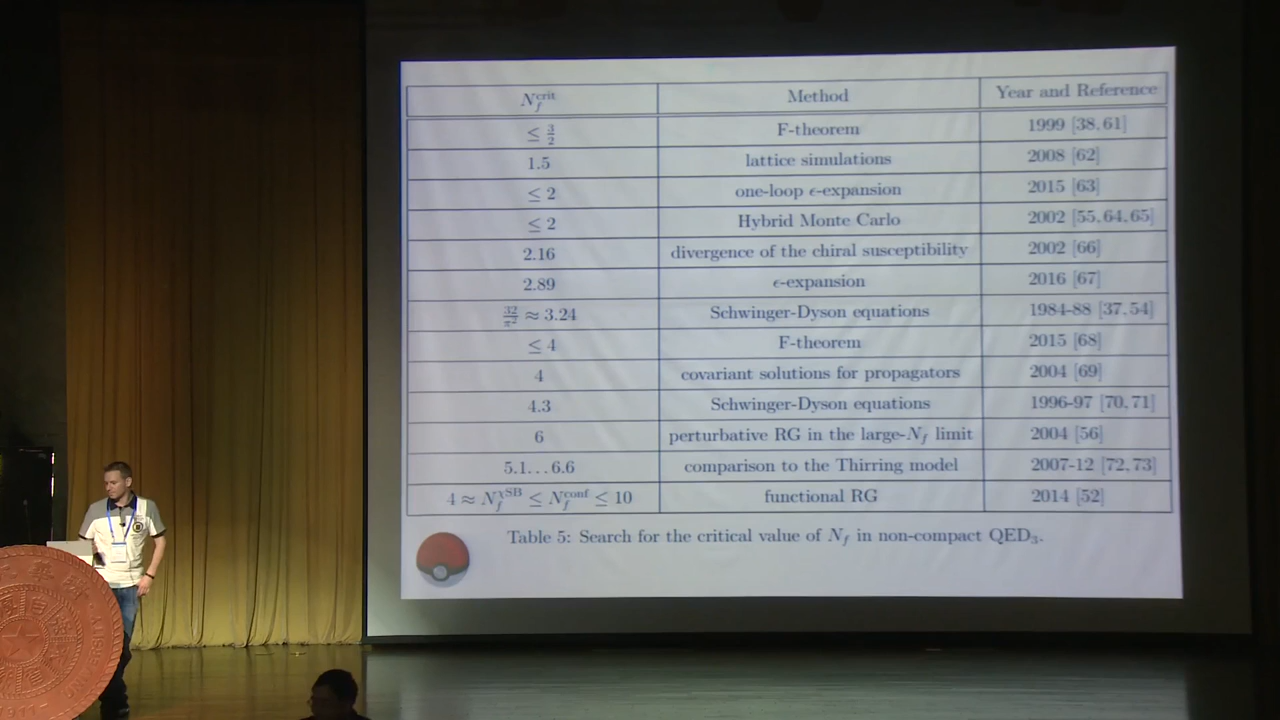 N_f^crit Method Year and Reference
≤ 3/2 F-theorem 1999 [38,61]
1.5 lattice simulations 2008 [62]
≤ 2 one-loop ϵ-expansion 2015 [63]
≤ 2 Hybrid Monte Carlo 2002 [55,64,65]
2.16 divergence of the chiral susceptibility 2002 [66]
2.89 ϵ-expansion 2016 [67]
32/π² ≈ 3.24 Schwinger-Dyson equations 1984-88 [37,54]
≤ 4 F-theorem 2015 [68]
4 covariant solutions for propagators 2004 [69]
4.3 Schwinger-Dyson equations 1996-97 [70,71]
6 perturbative RG in the large-N_f limit 2004 [56]
5.1...6.6 comparison to the Thirring model 2007-12 [72,73]
4 ≈ N_f^χSB ≤ N_f^conf ≤ 10 functional RG 2014 [52]
Table 5: Search for the critical value of N_f in non-compact QED₃.
1911